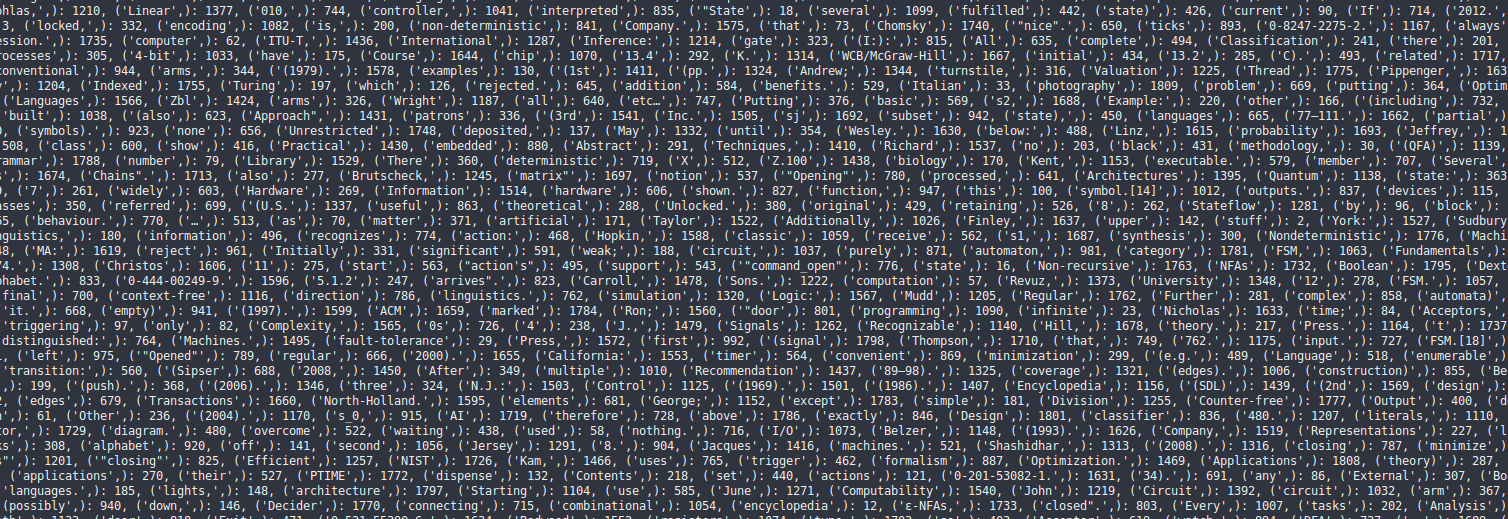 phlas,): 1210, ('Linear',): 1377, ('010,': 744, ('controller,',): 1041, ('interpreted',): 835, ('"State',): 18, ('several',): 1099, ('fulfilled',): 442, ('state)',): 426, ('current',): 90, ('If',): 714, ('2012.'
3, ('locked,',): 332, ('encoding',): 1082, ('is',): 200, ('non-deterministic',): 841, ('Company.',): 1575, ('that',): 73, ('Chomsky',): 1740, ('"nice".',): 650, ('ticks',): 893, ('0-8247-2275-2.',): 1167, ('always
ession.',): 1735, ('computer',): 62, ('ITU-T,',): 1436, ('International',): 1287, ('Inference:',): 1214, ('gate',): 323, ('(I:):',): 815, ('All',): 635, ('complete',): 494, ('Classification',): 241, ('there',): 201,
rocesses',): 305, ('4-bit',): 1033, ('have',): 175, ('Course',): 1644, ('chip',): 1070, ('13.4',): 292, ('K.',): 1314, ('WCB/McGraw-Hill',): 1667, ('initial',): 434, ('13.2',): 285, ('C).',): 493, ('related',): 1717,
onventional',): 944, ('arms,',): 344, ('(1979).',): 1578, ('examples',): 130, ('(1st',): 1411, ('(pp.',): 1324, ('Andrew;',): 1344, ('turnstile,',): 316, ('Valuation',): 1225, ('Thread',): 1775, ('Pippenger,',): 163
y',): 1204, ('Indexed',): 1755, ('Turing',): 197, ('which',): 126, ('rejected.',): 645, ('addition',): 584, ('benefits.',): 529, ('Italian',): 33, ('photography',): 1809, ('problem',): 669, ('putting',): 364, ('Optim
('Languages',): 1566, ('Zbl',): 1424, ('arms',): 326, ('Wright',): 1187, ('all',): 640, ('etc…',): 747, ('Putting',): 376, ('basic',): 569, ('s2,',): 1688, ('Example:',): 220, ('other',): 166, ('(including',): 732,
'built',): 1038, ('(also',): 623, ('Approach",',): 1431, ('patrons',): 336, ('(3rd',): 1541, ('Inc.',): 1505, ('sj',): 1692, ('subset',): 942, ('state),',): 450, ('languages',): 665, ('77–111.',): 1662, ('partial',)
, ('symbols).',): 923, ('none',): 656, ('Unrestricted',): 1748, ('deposited,',): 137, ('May',): 1332, ('until',): 354, ('Wesley.',): 1630, ('below:',): 488, ('Linz,',): 1615, ('probability',): 1693, ('Jeffrey,',): 1
508, ('class',): 600, ('show',): 416, ('Practical',): 1430, ('embedded',): 880, ('Abstract',): 291, ('Techniques,',): 1410, ('Richard',): 1537, ('no',): 203, ('black',): 431, ('methodology,',): 30, ('(QFA)',): 1139,
rammar',): 1788, ('number',): 79, ('Library',): 1529, ('There',): 360, ('deterministic',): 719, ('X',): 512, ('Z.100',): 1438, ('biology',): 170, ('Kent,',): 1153, ('executable.',): 579, ('member',): 707, ('Several'
',): 1674, ('Chains".',): 1713, ('also',): 277, ('Brutscheck,',): 1245, ('matrix"',): 1697, ('notion',): 537, ('"Opening"',): 780, ('processed,',): 641, ('Architectures',): 1395, ('Quantum',): 1138, ('state:',): 363
, ('7',): 261, ('widely',): 603, ('Hardware',): 269, ('Information',): 1514, ('hardware',): 606, ('shown.',): 827, ('function,',): 947, ('this',): 100, ('symbol.[14]',): 1012, ('outputs.',): 837, ('devices',): 115,
asses',): 350, ('referred',): 699, ('(U.S.',): 1337, ('useful',): 863, ('theoretical',): 288, ('Unlocked.',): 380, ('original',): 429, ('retaining',): 526, ('8',): 262, ('Stateflow',): 1281, ('by',): 96, ('block',):
55, ('behaviour.',): 770, ('…',): 513, ('as',): 70, ('matter',): 371, ('artificial',): 171, ('Taylor',): 1522, ('Additionally,',): 1026, ('Finley,',): 1637, ('upper',): 142, ('stuff',): 2, ('York:',): 1527, ('Sudbury
nguistics,',): 180, ('information',): 496, ('recognizes',): 774, ('action:',): 468, ('Hopkin,',): 1588, ('classic',): 1059, ('receive',): 562, ('s1,',): 1687, ('synthesis',): 300, ('Nondeterministic',): 1776, ('Machi
8, ('MA:',): 1619, ('reject',): 961, ('Initially',): 331, ('significant',): 591, ('weak;',): 188, ('circuit,',): 1037, ('purely',): 871, ('automaton,',): 981, ('category',): 1781, ('FSM,',): 1063, ('Fundamentals',):
4.',): 1308, ('Christos',): 1606, ('11',): 275, ('start',): 563, ('action's",): 495, ('support',): 543, ('"command_open"',): 776, ('state',): 16, ('Non-recursive',): 1763, ('NFAs',): 1732, ('Boolean',): 1795, ('Dext
phabet.',): 833, ('0-444-00249-9.',): 1596, ('5.1.2',): 247, ('arrives".',): 823, ('Carroll,',): 1478, ('Sons.',): 1222, ('computation',): 57, ('Revuz,',): 1373, ('University',): 1348, ('12',): 278, ('FSM.',): 1057,
final',): 700, ('context-free',): 1116, ('direction',): 786, ('linguistics.',): 762, ('simulation',): 1320, ('Logic:',): 1567, ('Mudd',): 1205, ('Regular',): 1762, ('Further',): 281, ('complex',): 858, ('automata)',
'it.',): 668, ('empty)',): 941, ('(1997).',): 1599, ('ACM',): 1659, ('marked',): 1784, ('Ron;',): 1560, ('"door',): 801, ('programming',): 1090, ('infinite',): 23, ('Nicholas',): 1633, ('time;',): 84, ('Acceptors,'
'triggering',): 97, ('only',): 82, ('Complexity,',): 1565, ('0s',): 726, ('4',): 238, ('J.,',): 1479, ('Signals',): 1262, ('Recognizable',): 1140, ('Hill,',): 1678, ('theory.',): 217, ('Press.',): 1164, ('t',): 1737
distinguished:',): 764, ('Machines.',): 1495, ('fault-tolerance',): 29, ('Press,',): 1572, ('first',): 992, ('(signal',): 1798, ('Thompson,',): 1710, ('that,',): 749, ('762.',): 1175, ('input.',): 727, ('FSM.[18]',)
, ('left',): 975, ('"Opened"',): 789, ('regular',): 666, ('2000).',): 1655, ('California:',): 1553, ('timer',): 564, ('convenient',): 869, ('minimization',): 299, ('(e.g.',): 489, ('Language',): 518, ('enumerable',
'transition:',): 560, ('(Sipser',): 688, ('2008,',): 1450, ('After',): 349, ('multiple',): 1010, ('Recommendation',): 1437, ('89–98).',): 1325, ('coverage',): 1321, ('(edges).',): 1006, ('construction)',): 855, ('Be
,): 199, ('(push).',): 368, ('(2006).',): 1346, ('three',): 324, ('N.J.:',): 1503, ('Control',): 1125, ('(1969).',): 1501, ('(1986).',): 1407, ('Encyclopedia',): 1156, ('(SDL)',): 1439, ('(2nd',): 1569, ('design',):
2, ('edges',): 679, ('Transactions',): 1660, ('North-Holland.',): 1595, ('elements',): 681, ('George;',): 1152, ('except',): 1783, ('simple',): 181, ('Division',): 1255, ('Counter-free',): 1777, ('Output',): 400, ('d
,): 61, ('Other',): 236, ('(2004).',): 1170, ('s_0,',): 915, ('AI',): 1719, ('therefore',): 728, ('above',): 1786, ('exactly',): 846, ('Design',): 1801, ('classifier',): 836, ('480.',): 1207, ('literals,',): 1110,
tor,',): 1729, ('diagram.',): 480, ('overcome',): 522, ('waiting',): 438, ('used',): 58, ('nothing.',): 716, ('I/O',): 1073, ('Belzer,',): 1148, ('(1993).',): 1626, ('Company,',): 1519, ('Representations',): 227, ('l
ks',): 308, ('alphabet',): 920, ('off',): 141, ('second',): 1056, ('Jersey',): 1291, ('8.',): 904, ('Jacques',): 1416, ('machines.',): 521, ('Shashidhar,',): 1313, ('(2008).',): 1316, ('closing',): 787, ('minimize',)
"',): 1201, ('"closing"',): 825, ('Efficient',): 1257, ('NIST',): 1726, ('Kam,',): 1466, ('uses',): 765, ('trigger',): 462, ('formalism',): 887, ('Optimization.',): 1469, ('Applications',): 1808, ('theory)',): 287,
('applications',): 270, ('their',): 527, ('PTIME',): 1772, ('dispense',): 132, ('Contents',): 218, ('set',): 440, ('actions',): 121, ('0-201-53082-1.',): 1631, ('34).',): 691, ('any',): 86, ('External',): 307, ('Bo
'languages.',): 185, ('lights,',): 148, ('architecture',): 1797, ('Starting',): 1104, ('use',): 585, ('June',): 1271, ('Computability',): 1540, ('John',): 1219, ('Circuit',): 1392, ('circuit',): 1032, ('arm',): 367,
(possibly',): 940, ('down,',): 146, ('Decider',): 1770, ('connecting',): 715, ('combinational',): 1054, ('encyclopedia',): 12, ('ε-NFAs,',): 1733, ('closed".',): 803, ('Every',): 1007, ('tasks',): 202, ('Analysis',):